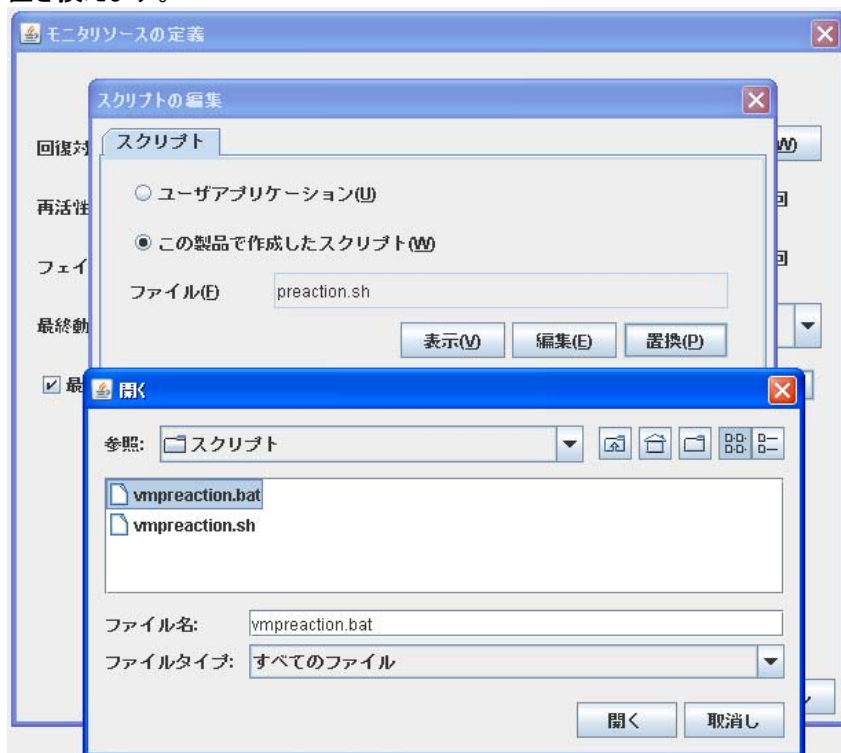 モニタリソースの定義
スクリプトの編集
スクリプト
回復対
W)
ユーザアプリケーション(U)
再活性
回
この製品で作成したスクリプト(W)
フェイ
回
ファイル(F) preaction.sh
最終動
表示(V) 編集(E) 置換(P)
最
開く
参照: スクリプト
vmpreaction.bat
vmpreaction.sh
ファイル名: vmpreaction.bat
ファイルタイプ: すべてのファイル
開く 取消し